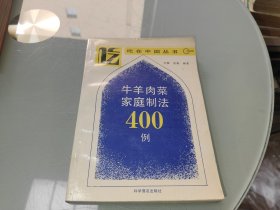 吃
吃在中国丛书
牛羊肉菜
家庭制法
400
例
科学普及出版社